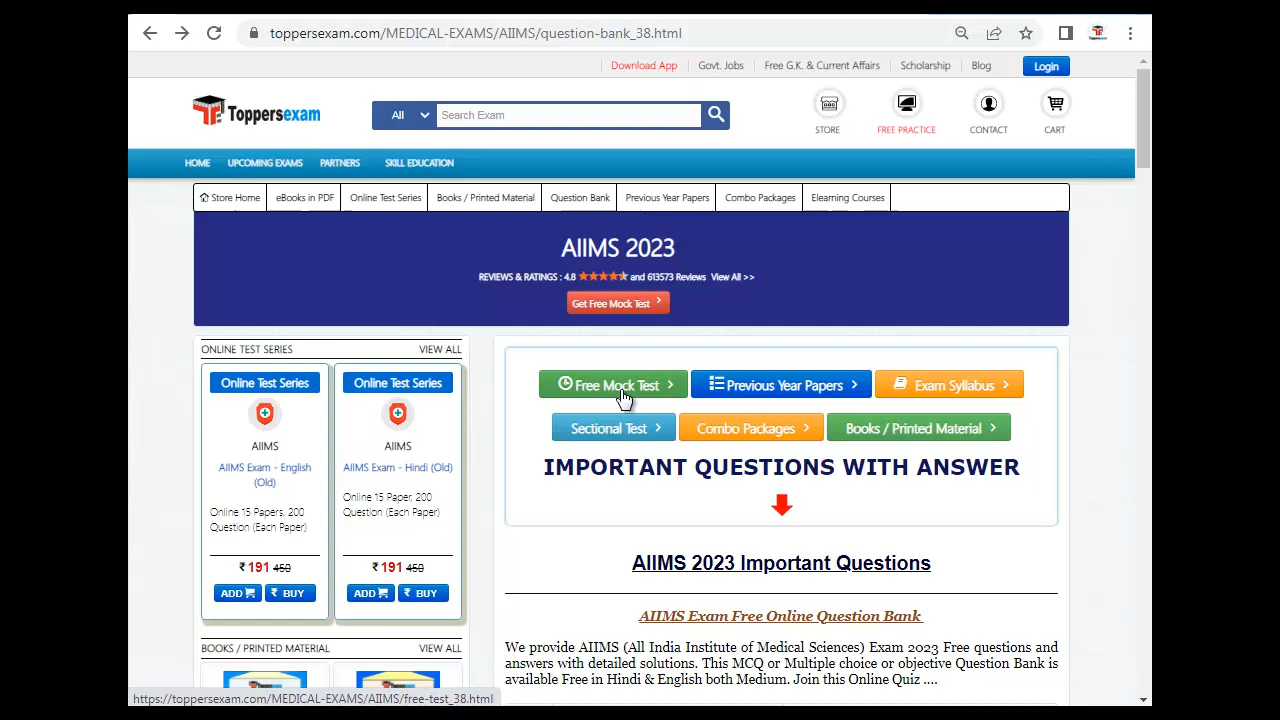 toppersexam.com/MEDICAL-EXAMS/AIIMS/question-bank_38.html
Download App Govt. Jobs Free G.K. & Current Affairs Scholarship Blog Login
Toppersexam
All Search Exam
STORE FREE PRACTICE CONTACT CART
HOME UPCOMING EXAMS PARTNERS SKILL EDUCATION
Store Home eBooks in PDF Online Test Series Books / Printed Material Question Bank Previous Year Papers Combo Packages Elearning Courses
AIIMS 2023
REVIEWS & RATINGS : 4.8 and 613573 Reviews View All >>
Get Free Mock Test
ONLINE TEST SERIES VIEW ALL
Online Test Series
AIIMS
AIIMS Exam - English
(Old)
Online 15 Papers, 200
Question (Each Paper)
₹ 191 450
ADD ₹ BUY
Online Test Series
AIIMS
AIIMS Exam - Hindi (Old)
Online 15 Paper, 200
Question (Each Paper)
₹ 191 450
ADD ₹ BUY
BOOKS / PRINTED MATERIAL VIEW ALL
Free Mock Test Previous Year Papers Exam Syllabus
Sectional Test Combo Packages Books / Printed Material
IMPORTANT QUESTIONS WITH ANSWER
AIIMS 2023 Important Questions
AIIMS Exam Free Online Question Bank
We provide AIIMS (All India Institute of Medical Sciences) Exam 2023 Free questions and
answers with detailed solutions. This MCQ or Multiple choice or objective Question Bank is
available Free in Hindi & English both Medium. Join this Online Quiz ....
https://toppersexam.com/MEDICAL-EXAMS/AIIMS/free-test_38.html